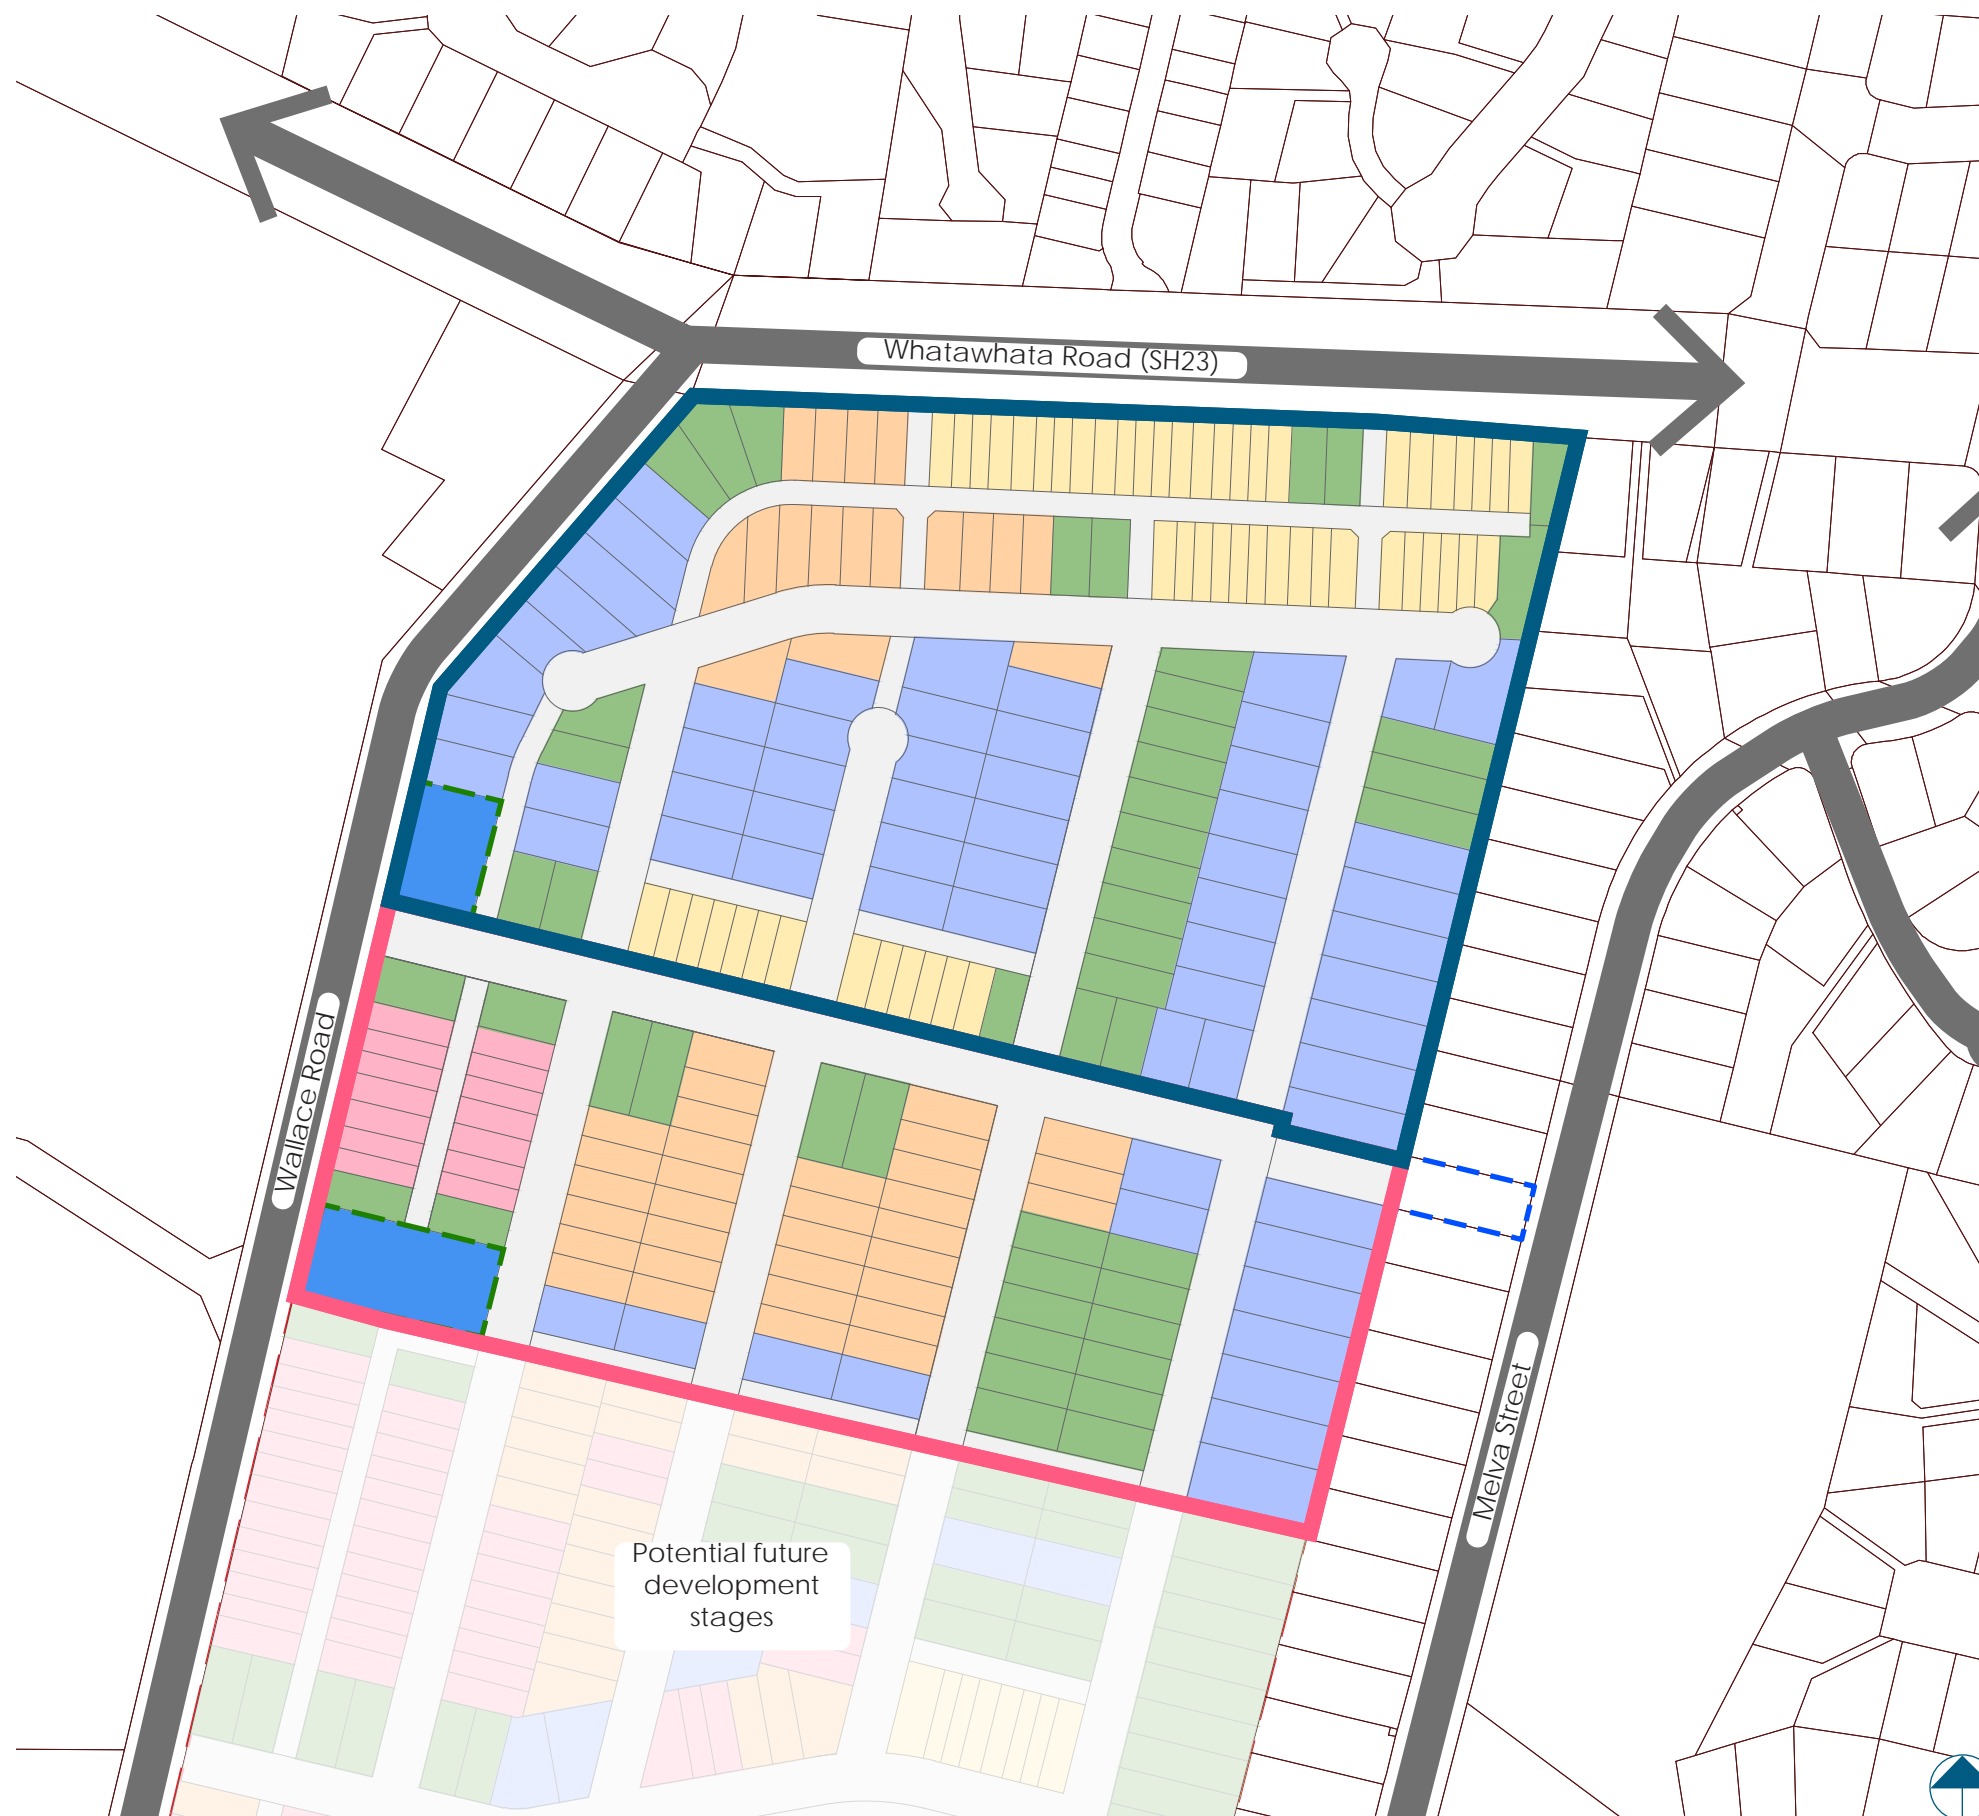 Whatawhata Road (SH23)
Wallace Road
Melva Street
Potential future
development
stages